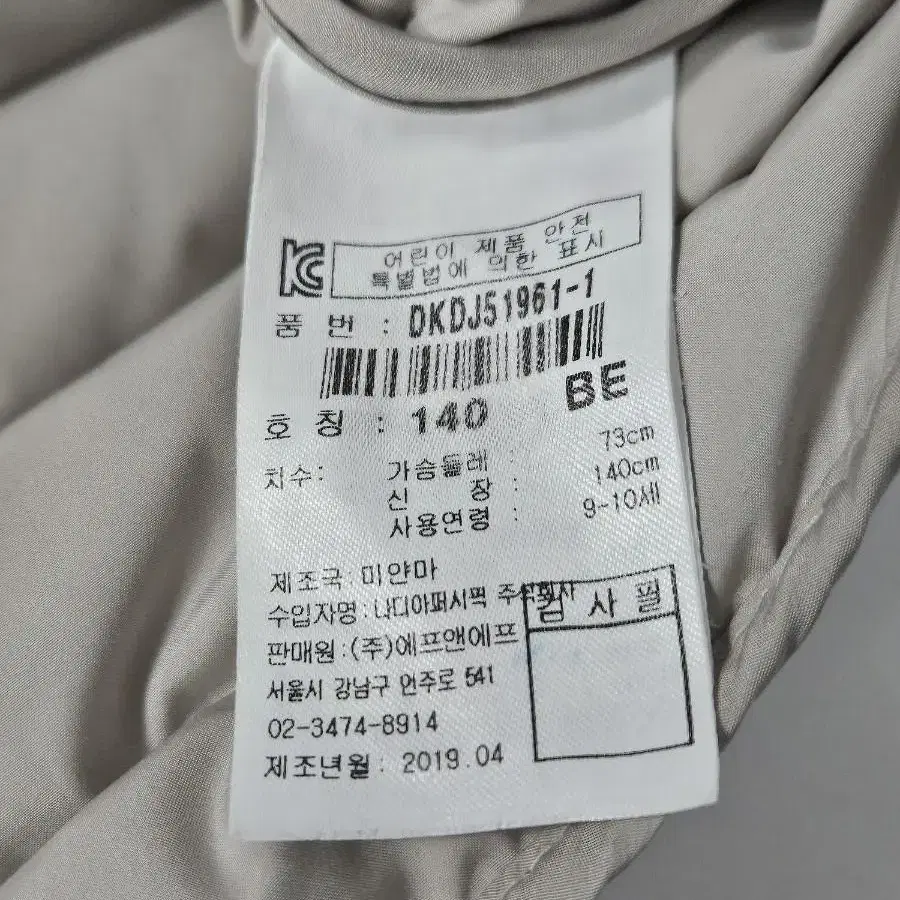 KC
어린이 제품 안전
특별법에 의한 표시
품 번 : DKDJ51961-1
BE
호 칭 : 140
치수: 가슴둘레 : 73cm
신 장 : 140cm
사용연령 : 9-10세
제조국: 미얀마
수입자명: 나디아퍼시픽 주식회사
검 사 필
판매원:(주)에프앤에프
서울시 강남구 언주로 541
02-3474-8914
제조년월: 2019.04